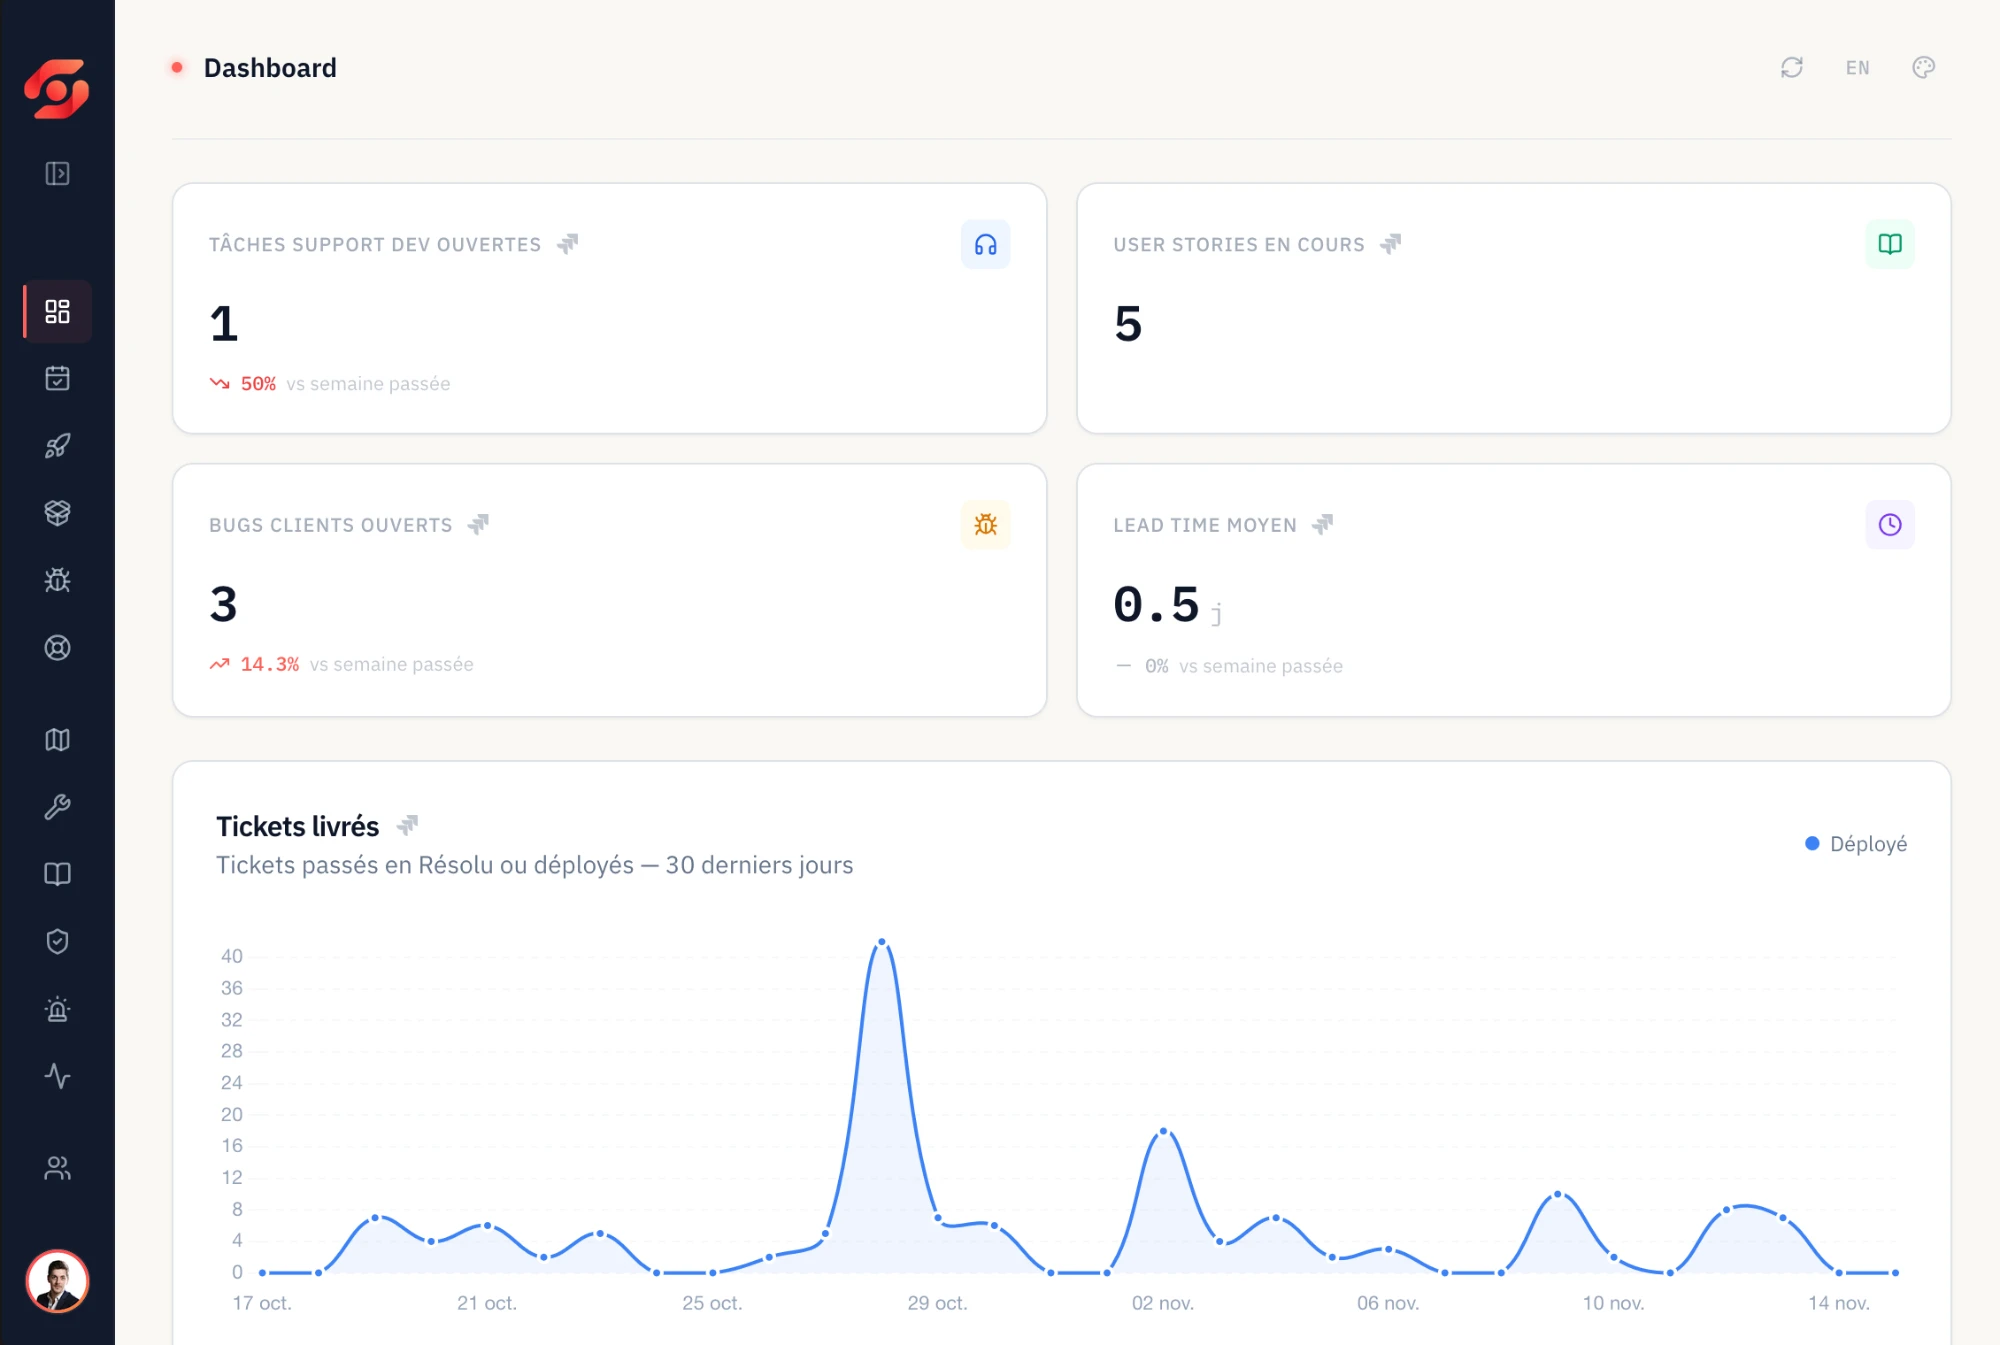 Dashboard
EN
TÂCHES SUPPORT DEV OUVERTES
1
50% vs semaine passée
USER STORIES EN COURS
5
BUGS CLIENTS OUVERTS
3
14.3% vs semaine passée
LEAD TIME MOYEN
0.5 j
0% vs semaine passée
Tickets livrés
Tickets passés en Résolu ou déployés — 30 derniers jours
Déployé
40
36
32
28
24
20
16
12
8
4
0
17 oct. 21 oct. 25 oct. 29 oct. 02 nov. 06 nov. 10 nov. 14 nov.